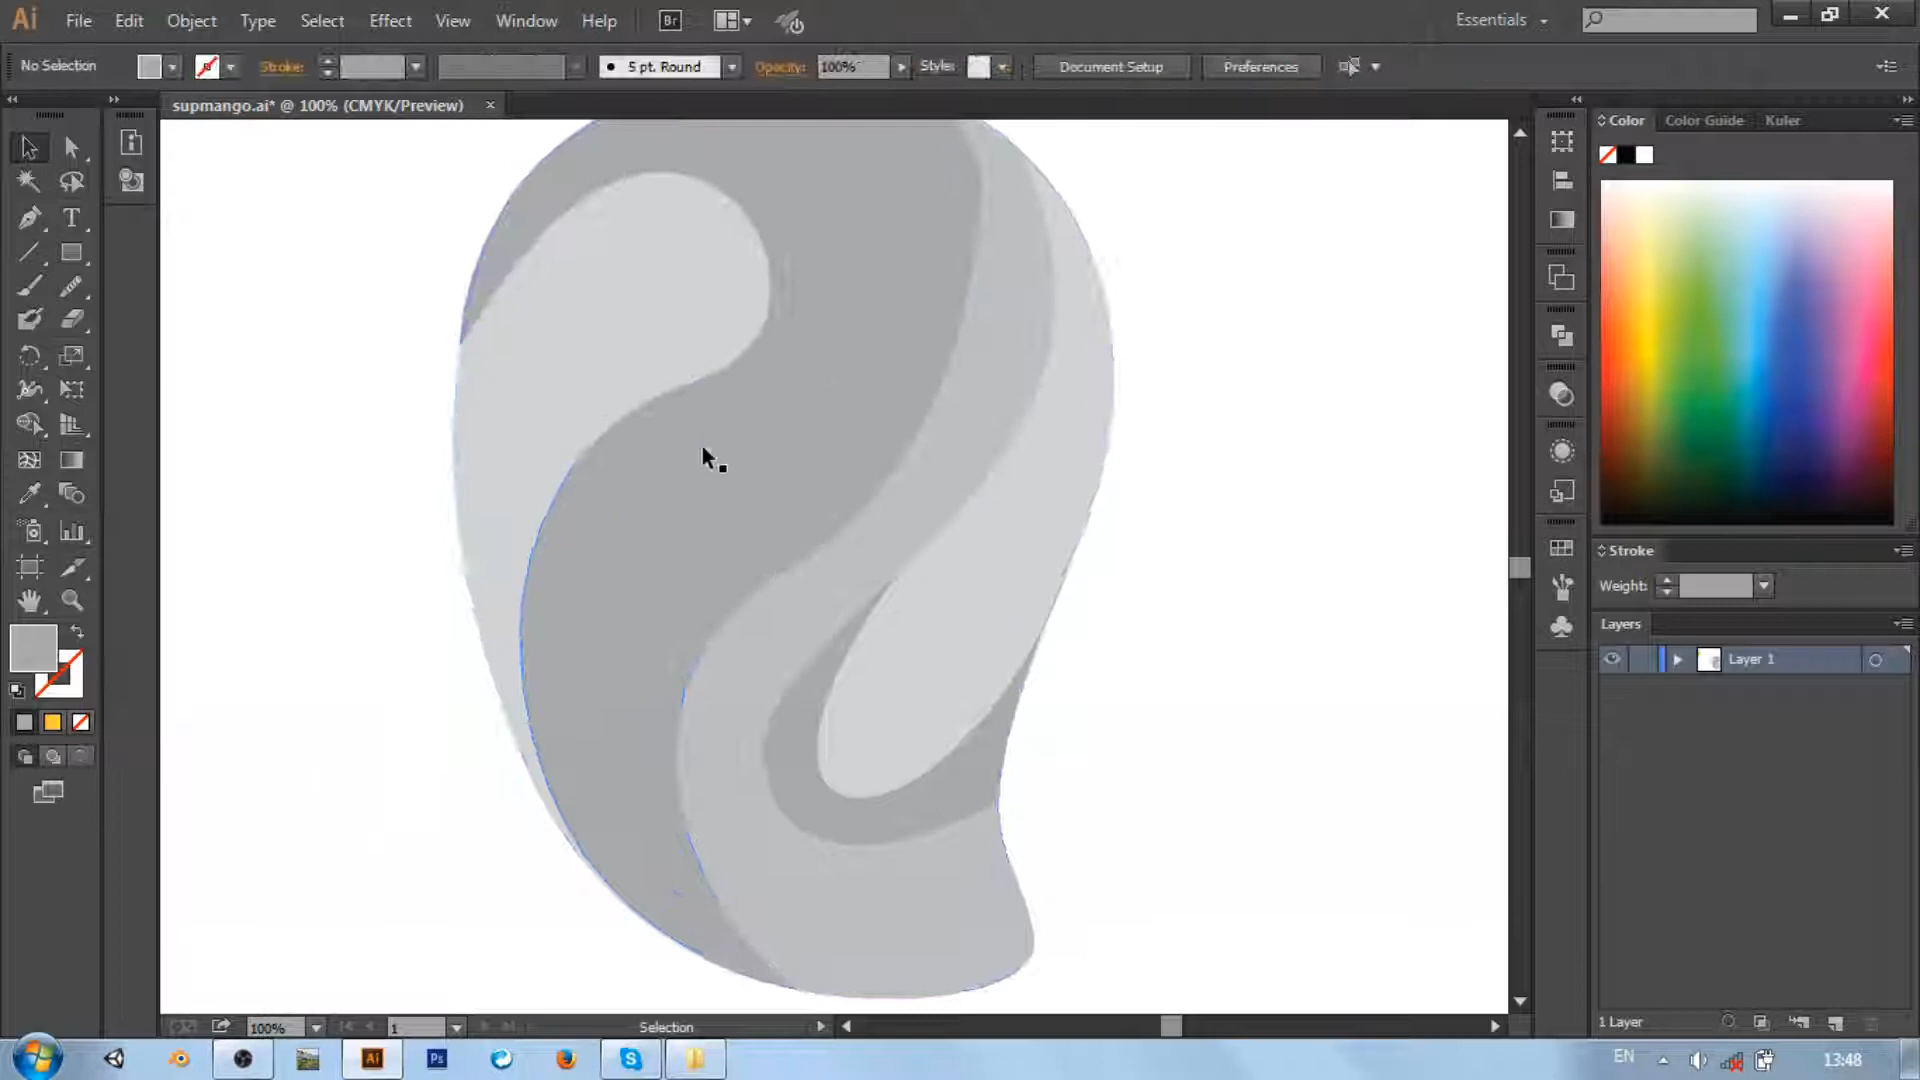 Ai File Edit Object Type Select Effect View Window Help Br Essentials
No Selection Stroke: 5 pt. Round Opacity: 100% Style: Document Setup Preferences
supmango.ai* @ 100% (CMYK/Preview) ×
Color Color Guide Kuler
T
Stroke
Weight:
Layers
Layer 1
1 Layer
100% 1 Selection
Ai Ps S EN 13:48